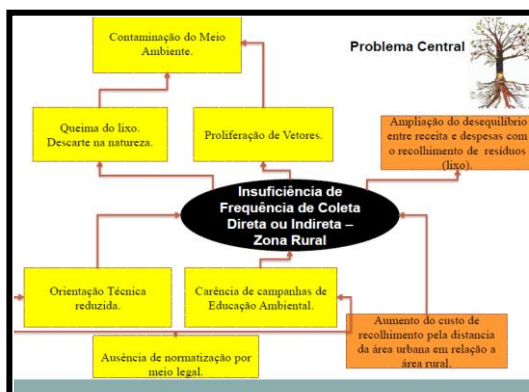 Contaminação do Meio
Ambiente.
Problema Central
Queima do lixo.
Descarte na natureza.
Proliferação de Vetores.
Ampliação do desequilíbrio
entre receita e despesas com
o recolhimento de resíduos
(lixo).
Insuficiência de
Frequência de Coleta
Direta ou Indireta –
Zona Rural
Orientação Técnica
reduzida.
Carência de campanhas de
Educação Ambiental.
Aumento do custo de
recolhimento pela distancia
da área urbana em relação a
área rural.
Ausência de normatização por
meio legal.